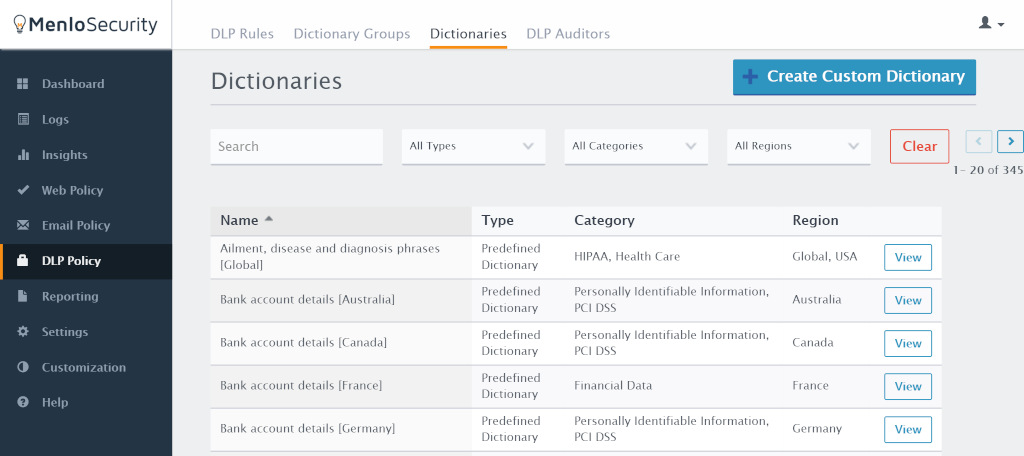 MenloSecurity
DLP Rules Dictionary Groups Dictionaries DLP Auditors
Dashboard
Logs
Insights
Web Policy
Email Policy
DLP Policy
Reporting
Settings
Customization
Help
Dictionaries
Create Custom Dictionary
Search All Types All Categories All Regions Clear
1- 20 of 345
Name Type Category Region
Ailment, disease and diagnosis phrases
[Global]
Predefined
Dictionary
HIPAA, Health Care
Global, USA
View
Bank account details [Australia]
Predefined
Dictionary
Personally Identifiable Information,
PCI DSS
Australia
View
Bank account details [Canada]
Predefined
Dictionary
Personally Identifiable Information,
PCI DSS
Canada
View
Bank account details [France]
Predefined
Dictionary
Financial Data
France
View
Bank account details [Germany]
Predefined
Dictionary
Personally Identifiable Information,
PCI DSS
Germany
View